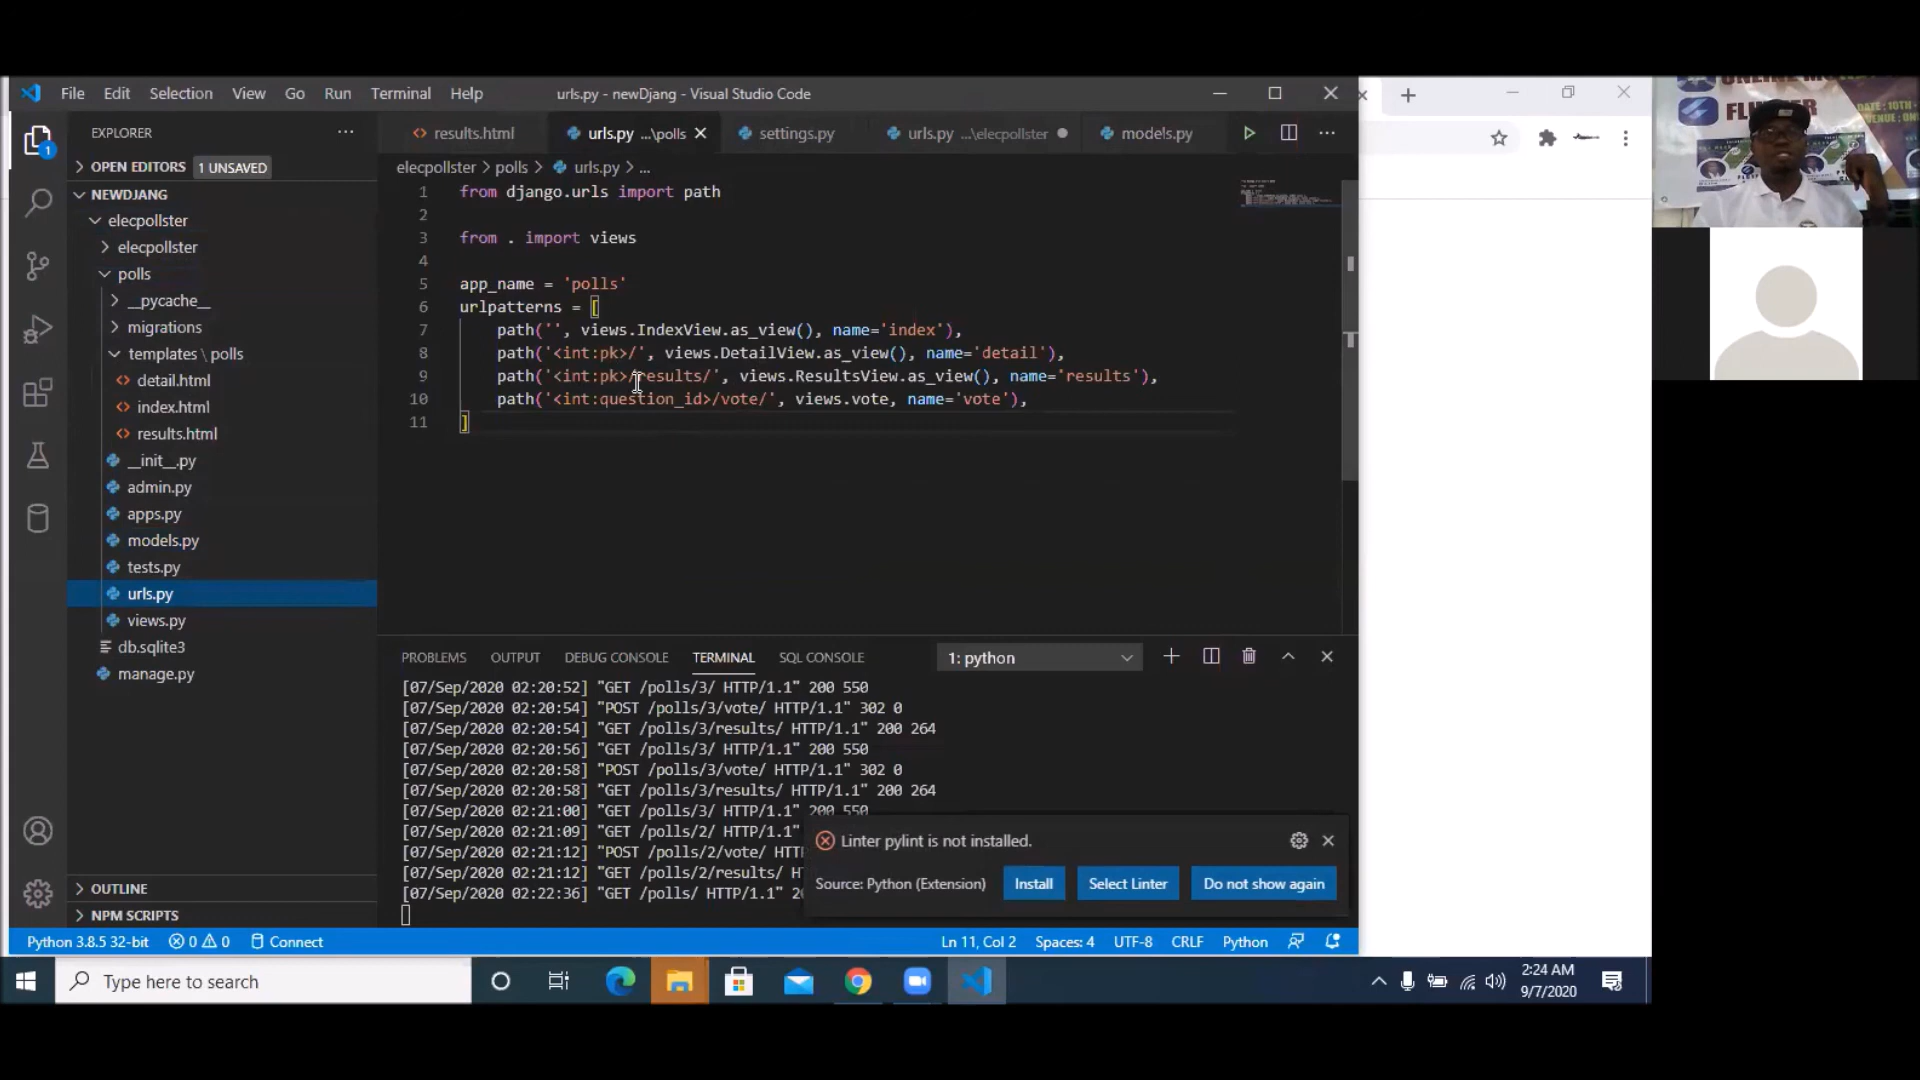 File Edit Selection View Go Run Terminal Help
urls.py - newDjang - Visual Studio Code
EXPLORER
OPEN EDITORS 1 UNSAVED
NEWDJANG
elecpollster
elecpollster
polls
__pycache__
migrations
templates \ polls
detail.html
index.html
results.html
__init__.py
admin.py
apps.py
models.py
tests.py
urls.py
views.py
db.sqlite3
manage.py
OUTLINE
NPM SCRIPTS
1
results.html urls.py ...\polls settings.py urls.py ...\elecpollster models.py
elecpollster > polls > urls.py > ...
1 from django.urls import path
2
3 from . import views
4
5 app_name = 'polls'
6 urlpatterns = [
7 path('', views.IndexView.as_view(), name='index'),
8 path('<int:pk>/', views.DetailView.as_view(), name='detail'),
9 path('<int:pk>/results/', views.ResultsView.as_view(), name='results'),
10 path('<int:question_id>/vote/', views.vote, name='vote'),
11 ]
PROBLEMS OUTPUT DEBUG CONSOLE TERMINAL SQL CONSOLE 1: python
[07/Sep/2020 02:20:52] "GET /polls/3/ HTTP/1.1" 200 550
[07/Sep/2020 02:20:54] "POST /polls/3/vote/ HTTP/1.1" 302 0
[07/Sep/2020 02:20:54] "GET /polls/3/results/ HTTP/1.1" 200 264
[07/Sep/2020 02:20:56] "GET /polls/3/ HTTP/1.1" 200 550
[07/Sep/2020 02:20:58] "POST /polls/3/vote/ HTTP/1.1" 302 0
[07/Sep/2020 02:20:58] "GET /polls/3/results/ HTTP/1.1" 200 264
[07/Sep/2020 02:21:00] "GET /polls/3/ HTTP/1.1" 200 550
[07/Sep/2020 02:21:09] "GET /polls/2/ HTTP/1.1"
[07/Sep/2020 02:21:12] "POST /polls/2/vote/
[07/Sep/2020 02:21:12] "GET /polls/2/results/
[07/Sep/2020 02:22:36] "GET /polls/ HTTP/1.1"
Linter pylint is not installed.
Source: Python (Extension) Install Select Linter Do not show again
Python 3.8.5 32-bit 0 0 Connect Ln 11, Col 2 Spaces: 4 UTF-8 CRLF Python
Type here to search
2:24 AM
9/7/2020